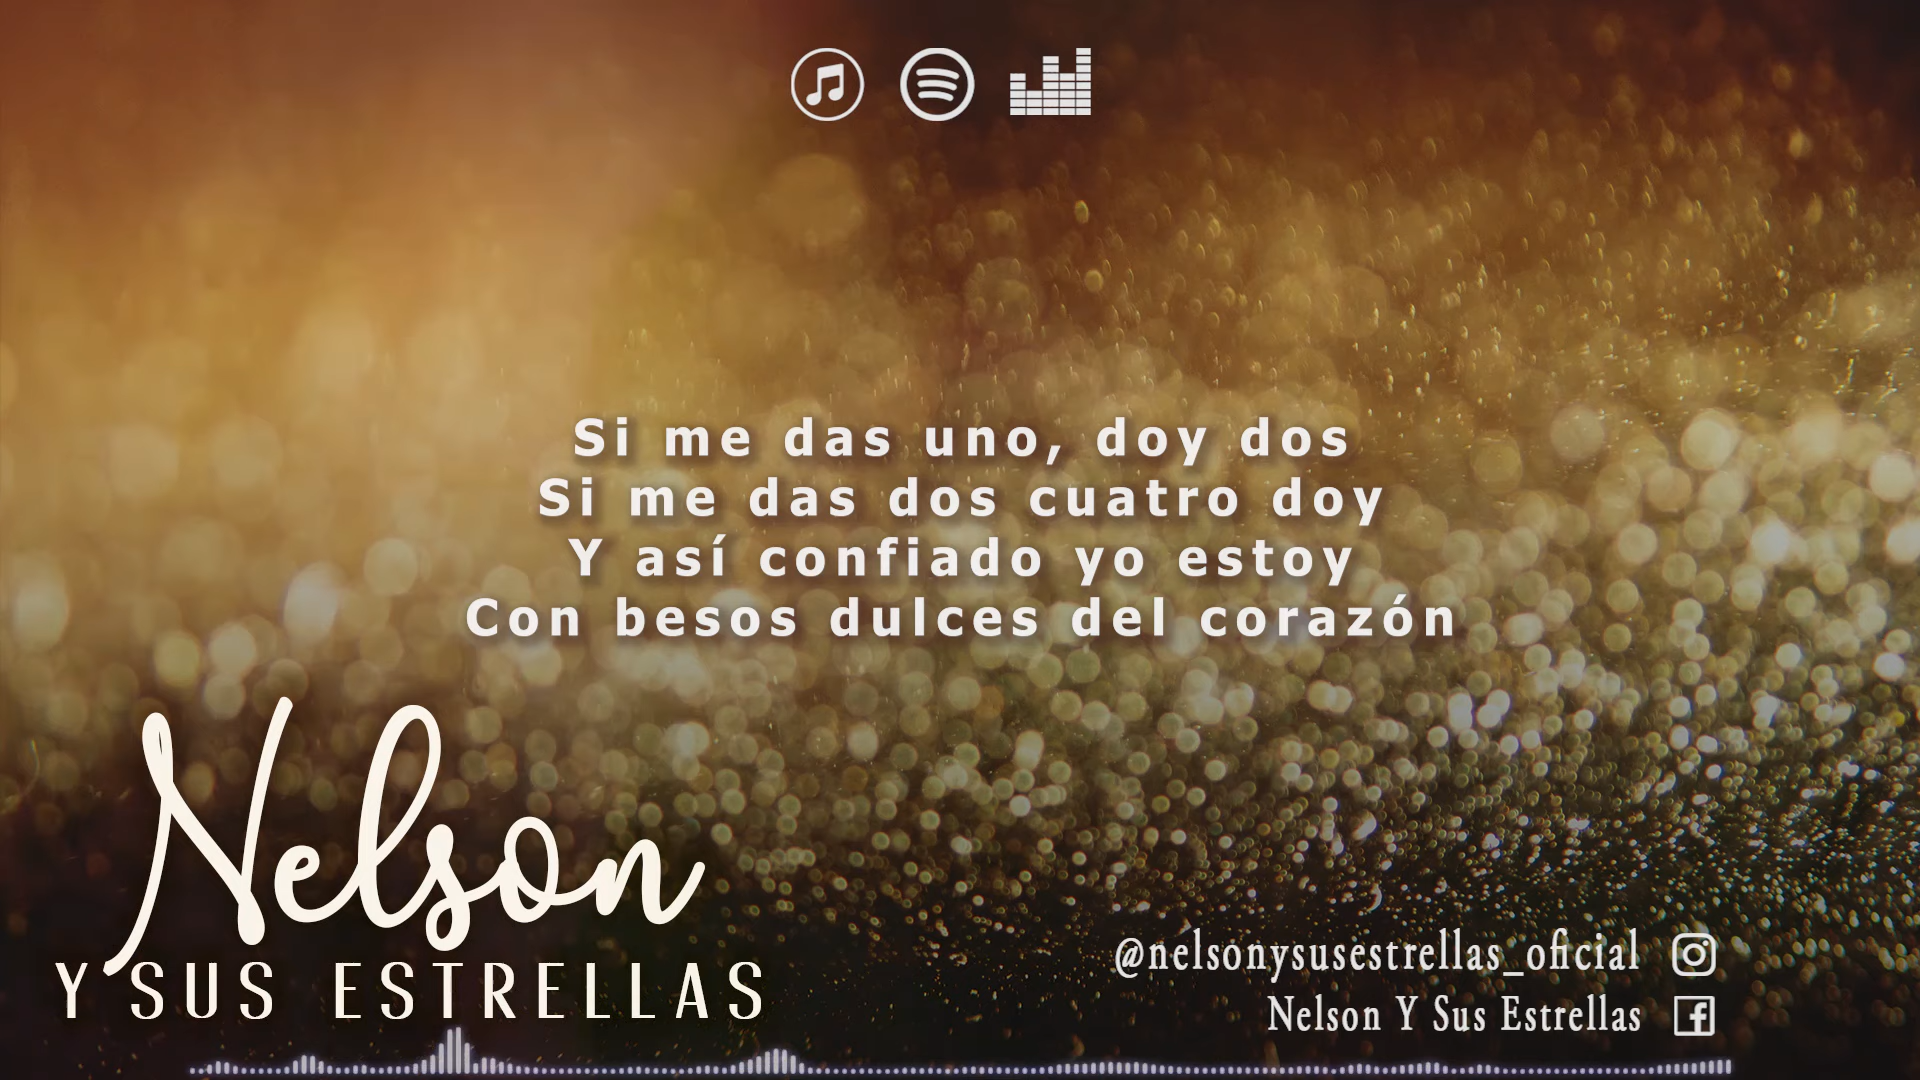 Si me das uno, doy dos
Si me das dos cuatro doy
Y así confiado yo estoy
Con besos dulces del corazón
Nelson
Y SUS ESTRELLAS
@nelsonysusestrellas_oficial
Nelson Y Sus Estrellas